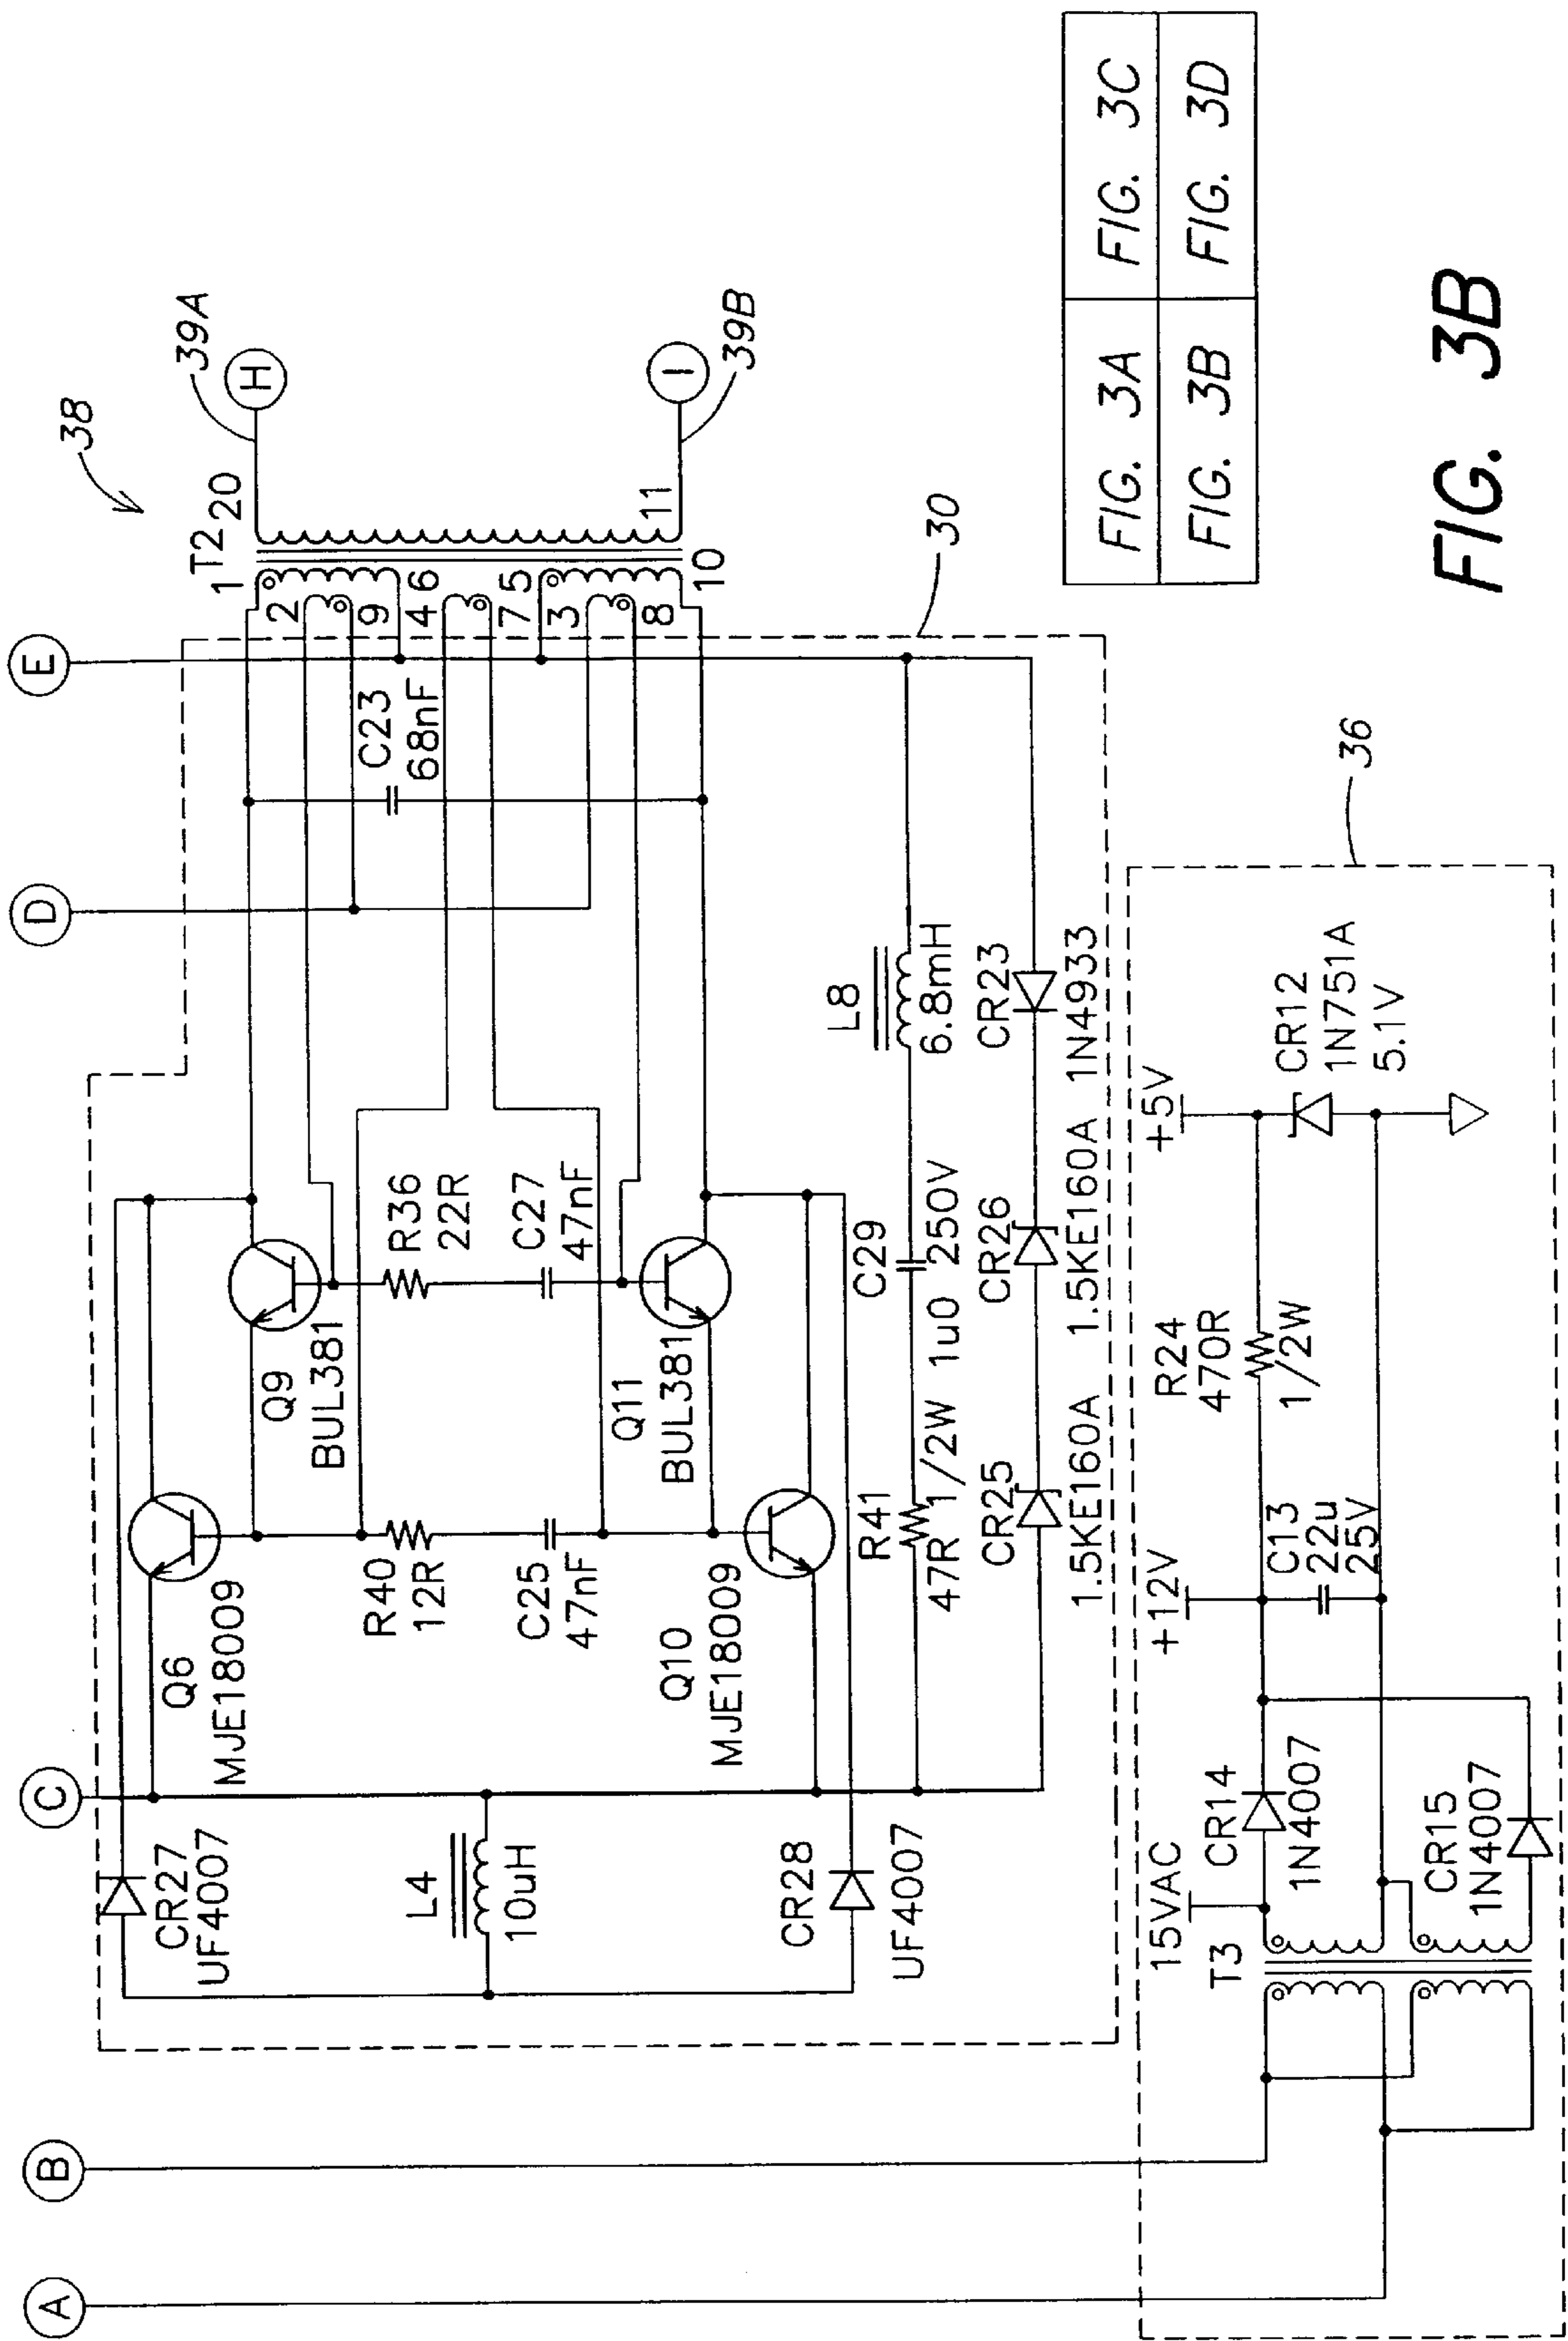 A
B
C
D
E
CR27
UF4007
L4
10uH
CR28
UF4007
Q6
MJE18009
R40
12R
C25
47nF
Q10
MJE18009
Q9
BUL381
R36
22R
C27
47nF
Q11
BUL381
C23
68nF
R41
47R 1/2W
C29
1u0 250V
L8
6.8mH
CR25
1.5KE160A
CR26
1.5KE160A
CR23
1N4933
30
38
T2
1
2
9
4
6
7
5
3
8
10
20
11
39A
H
I
39B
15VAC
T3
CR14
1N4007
CR15
1N4007
+12V
C13
22u
25V
R24
470R
1/2W
+5V
CR12
1N751A
5.1V
36
FIG. 3A FIG. 3C
FIG. 3B FIG. 3D
FIG. 3B